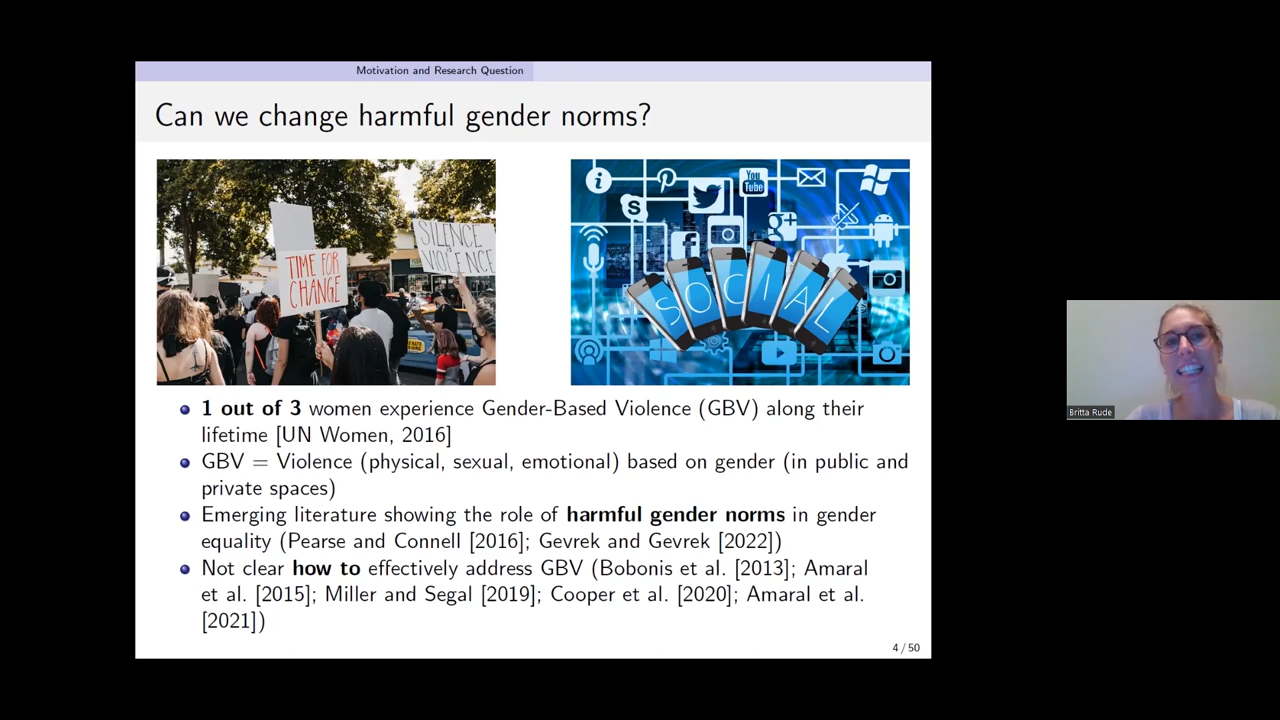 Motivation and Research Question
Can we change harmful gender norms?
TIME FOR
CHANGE
SILENCE
IS
VIOLENCE
i
You
Tube
S
g+
f
SOCIAL
1 out of 3 women experience Gender-Based Violence (GBV) along their
lifetime [UN Women, 2016]
GBV = Violence (physical, sexual, emotional) based on gender (in public and
private spaces)
Emerging literature showing the role of harmful gender norms in gender
equality (Pearse and Connell [2016]; Gevrek and Gevrek [2022])
Not clear how to effectively address GBV (Bobonis et al. [2013]; Amaral
et al. [2015]; Miller and Segal [2019]; Cooper et al. [2020]; Amaral et al.
[2021])
4 / 50
Britta Rude